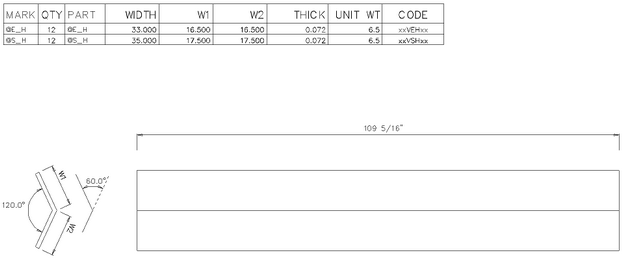 MARK QTY PART WIDTH W1 W2 THICK UNIT WT CODE
@E_H 12 @E_H 33.000 16.500 16.500 0.072 6.5 xxVEHxx
@S_H 12 @S_H 35.000 17.500 17.500 0.072 6.5 xxVSHxx
109 5/16"
W1
60.0°
120.0°
W2